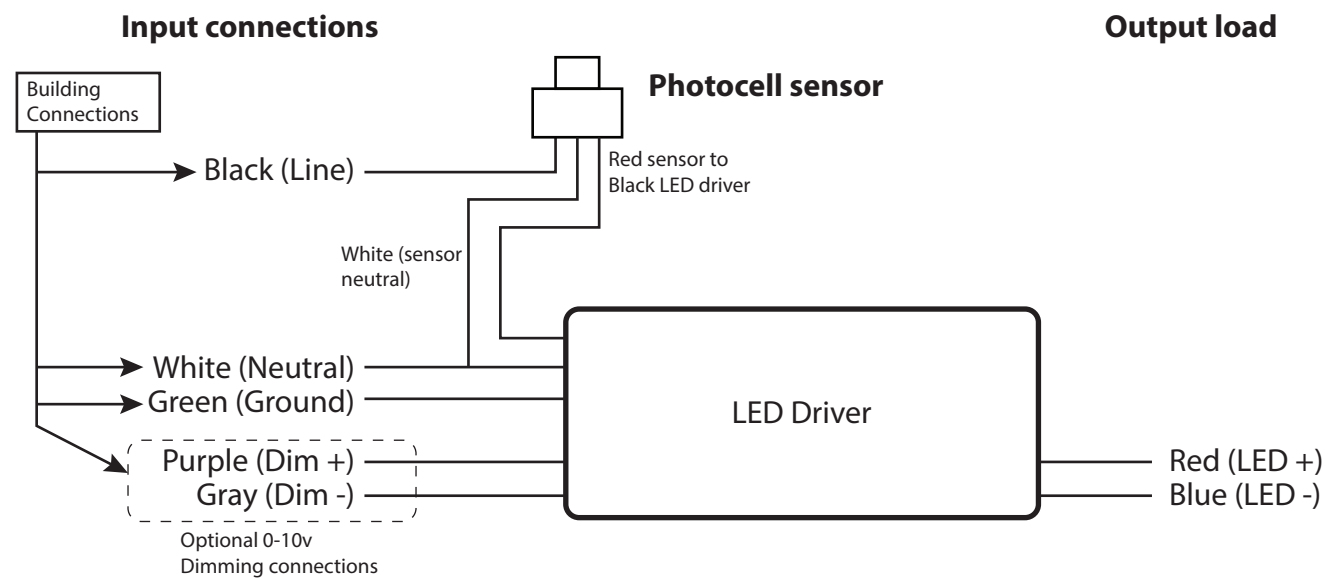 Input connections
Output load
Building
Connections
Photocell sensor
Black (Line)
Red sensor to
Black LED driver
White (sensor
neutral)
White (Neutral)
Green (Ground)
LED Driver
Purple (Dim +)
Gray (Dim -)
Red (LED +)
Blue (LED -)
Optional 0-10v
Dimming connections